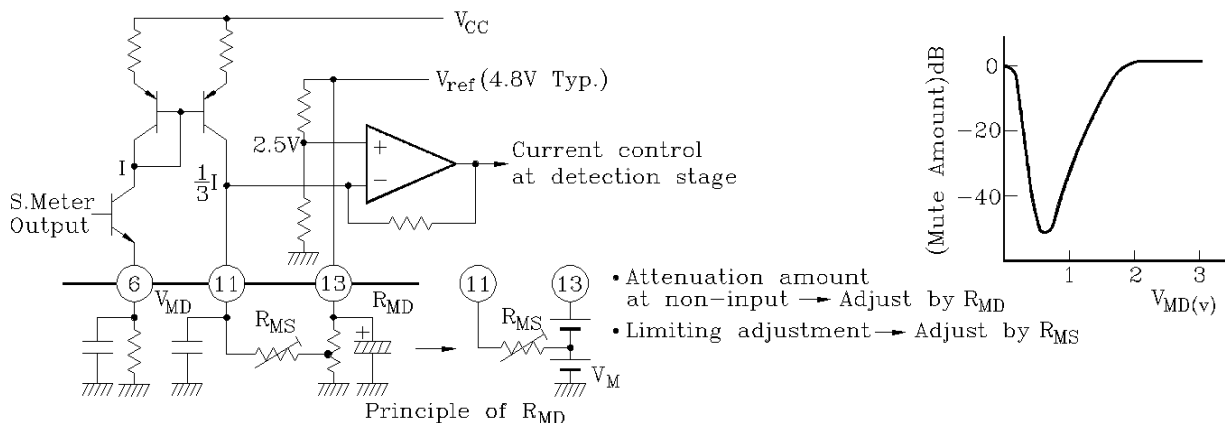 V_CC
V_ref (4.8V Typ.)
2.5V
+
−
Current control
at detection stage
I
1/3 I
S.Meter
Output
6
V_MD
11
13
R_MD
R_MS
+
11
13
R_MS
V_M
Principle of R_MD
• Attenuation amount
at non-input → Adjust by R_MD
• Limiting adjustment → Adjust by R_MS
(Mute Amount)dB
0
−20
−40
1
2
3
V_MD(v)